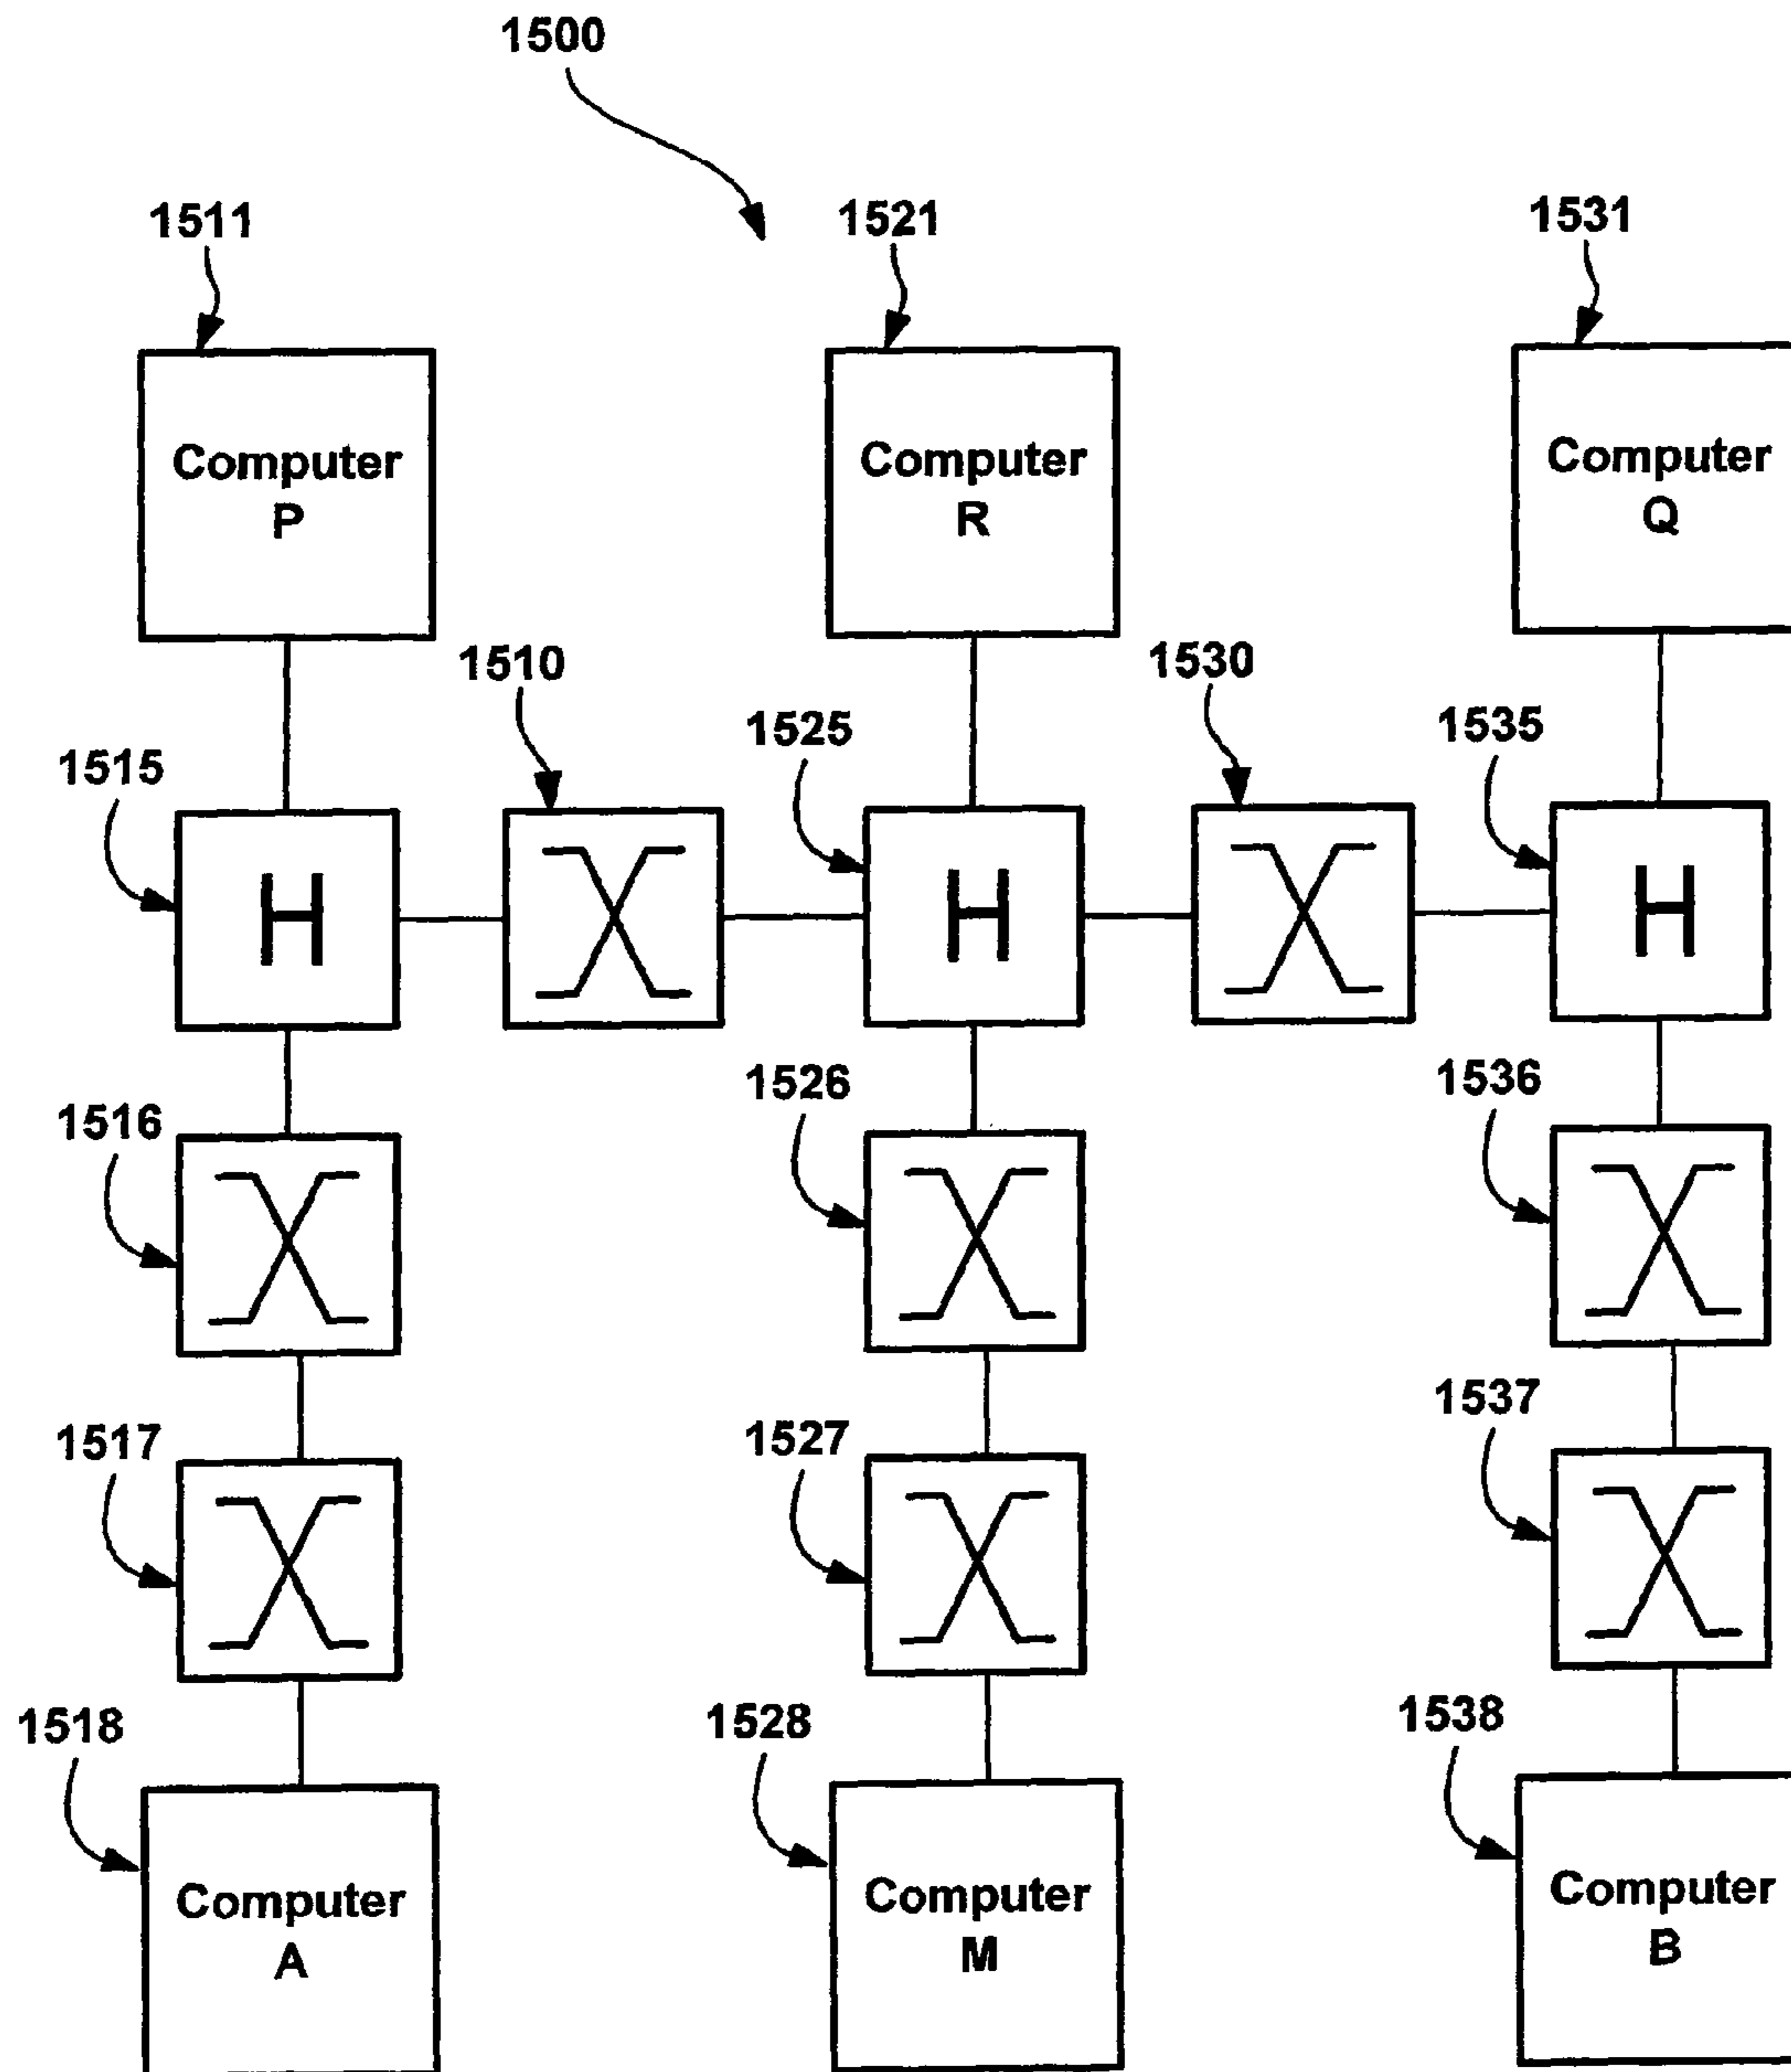 1500
1511
1521
1531
Computer
P
Computer
R
Computer
Q
1510
1530
1515
1525
1535
H
H
H
1516
1526
1536
1517
1527
1537
1518
1528
1538
Computer
A
Computer
M
Computer
B